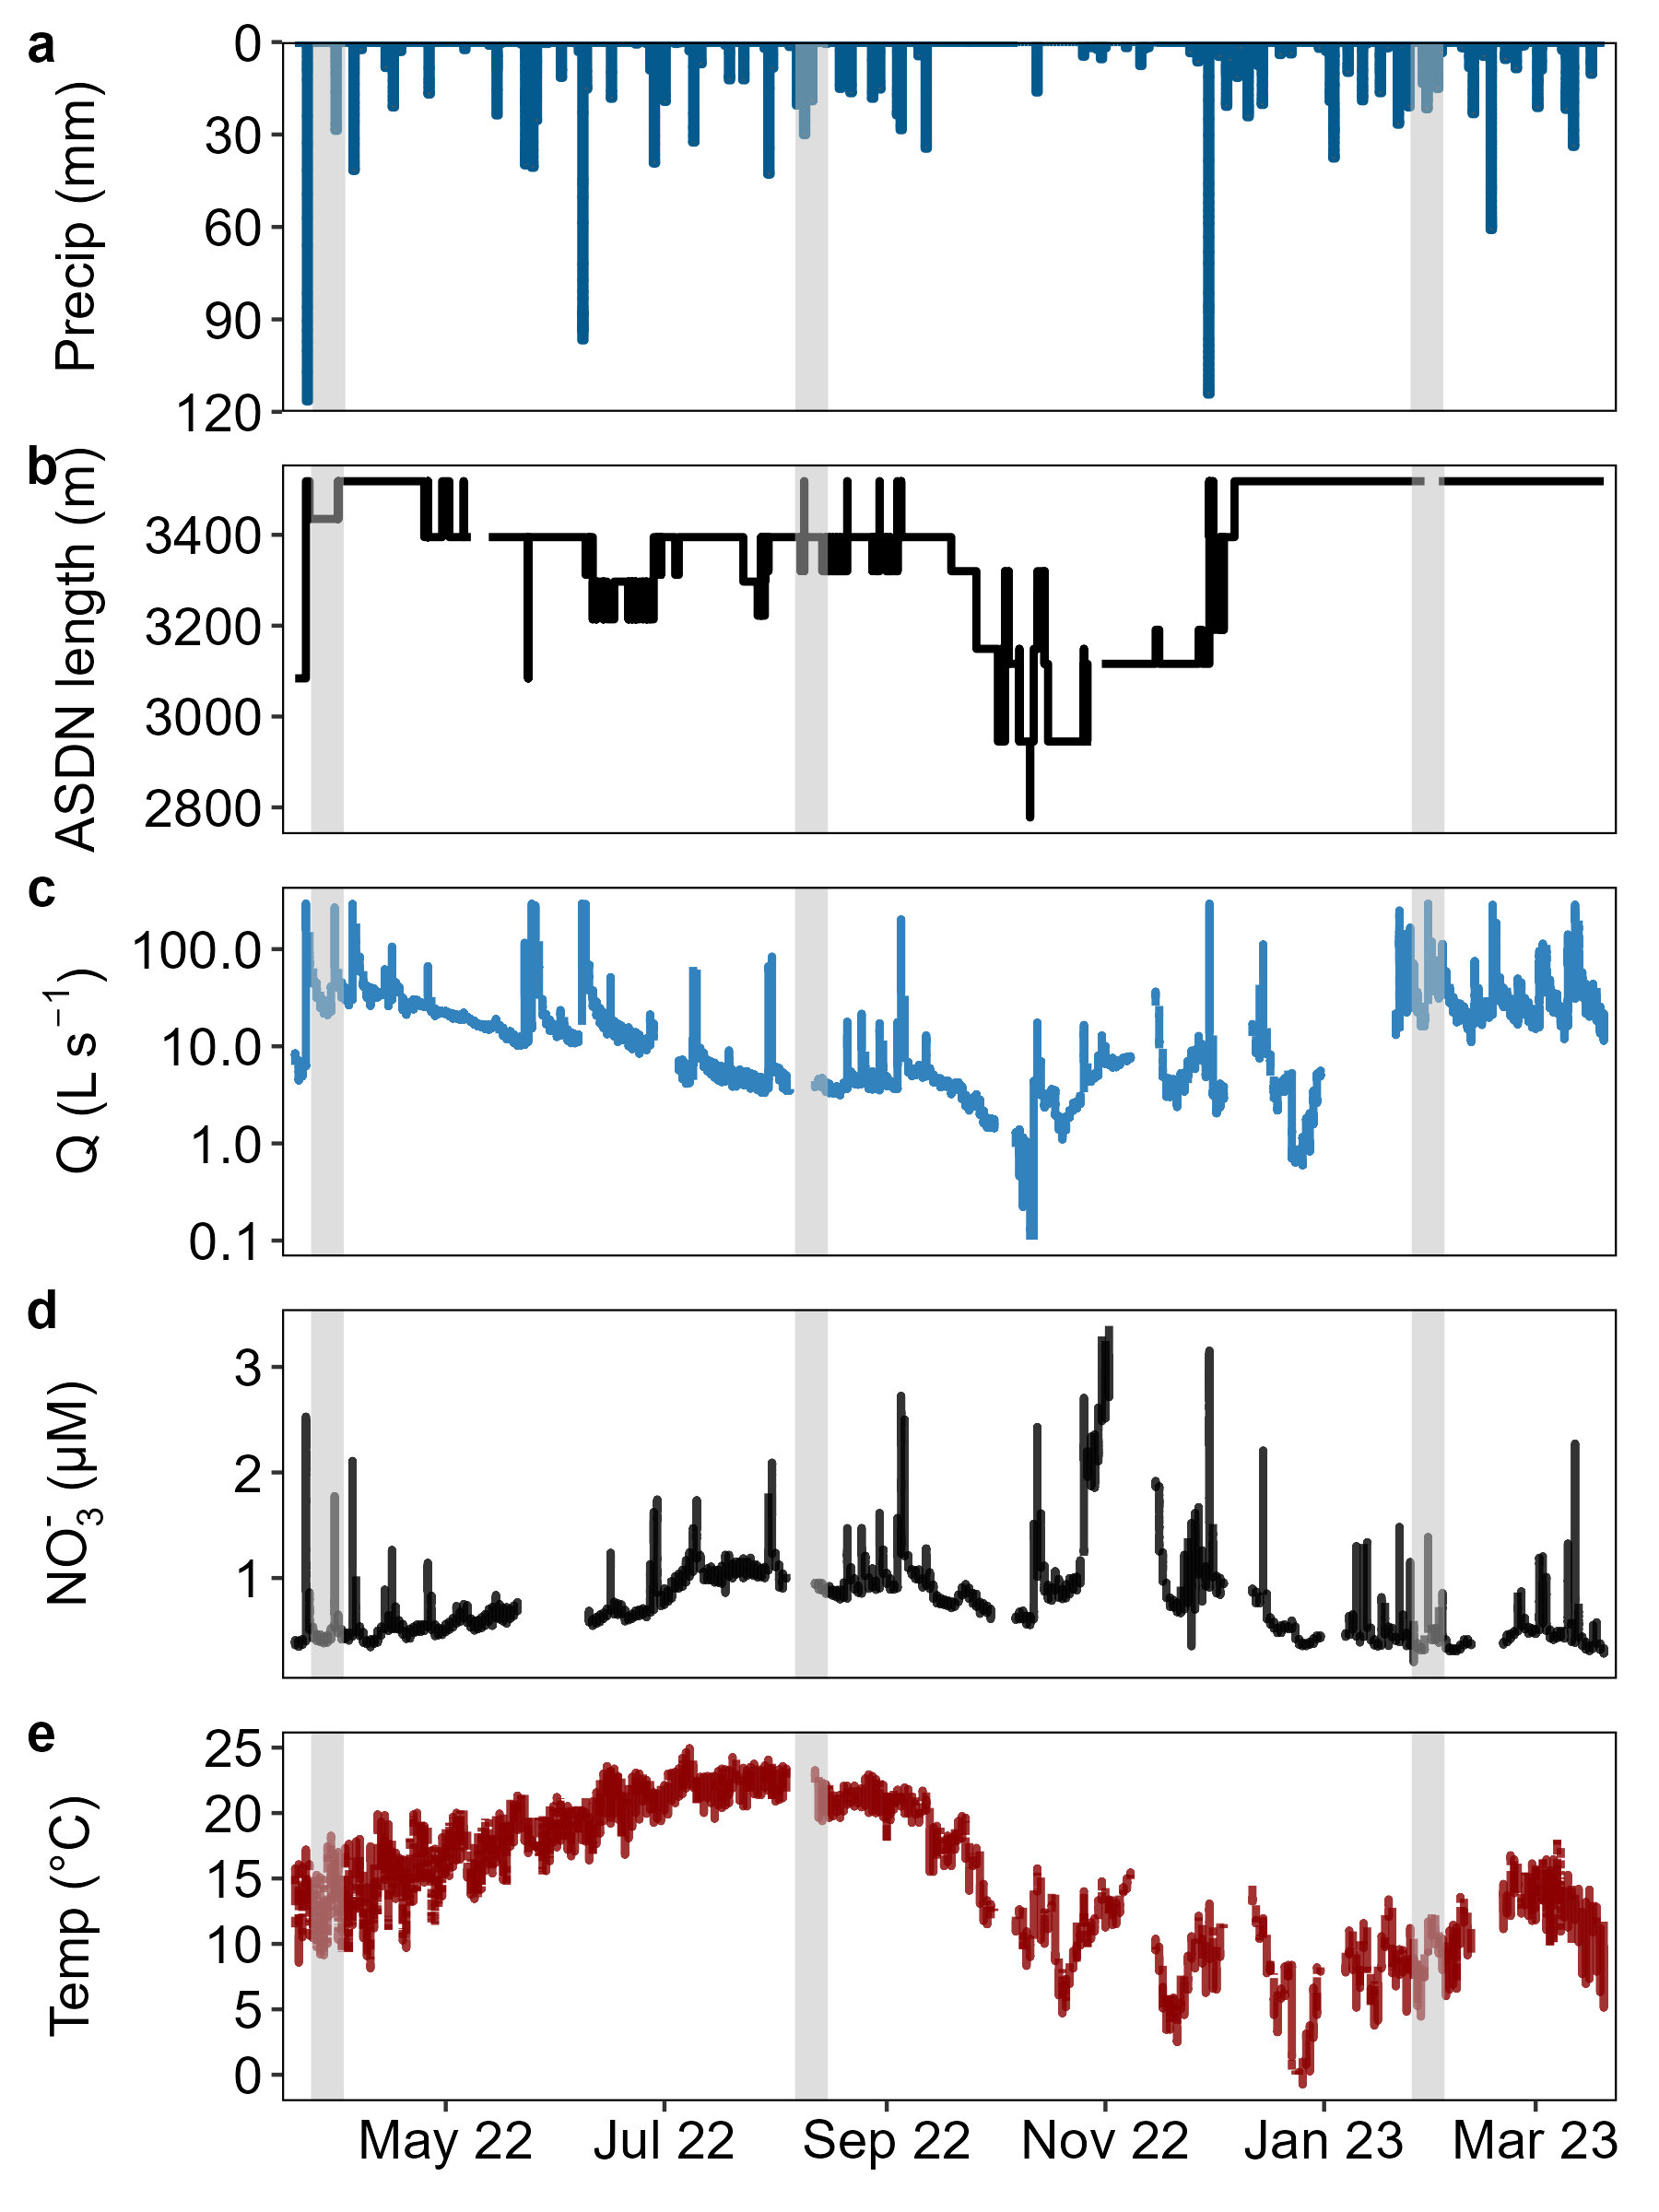 a
Precip (mm)
0
30
60
90
120
b
ASDN length (m)
3400
3200
3000
2800
c
Q (L s⁻¹)
100.0
10.0
1.0
0.1
d
NO₃⁻ (µM)
3
2
1
e
Temp (°C)
25
20
15
10
5
0
May 22 Jul 22 Sep 22 Nov 22 Jan 23 Mar 23